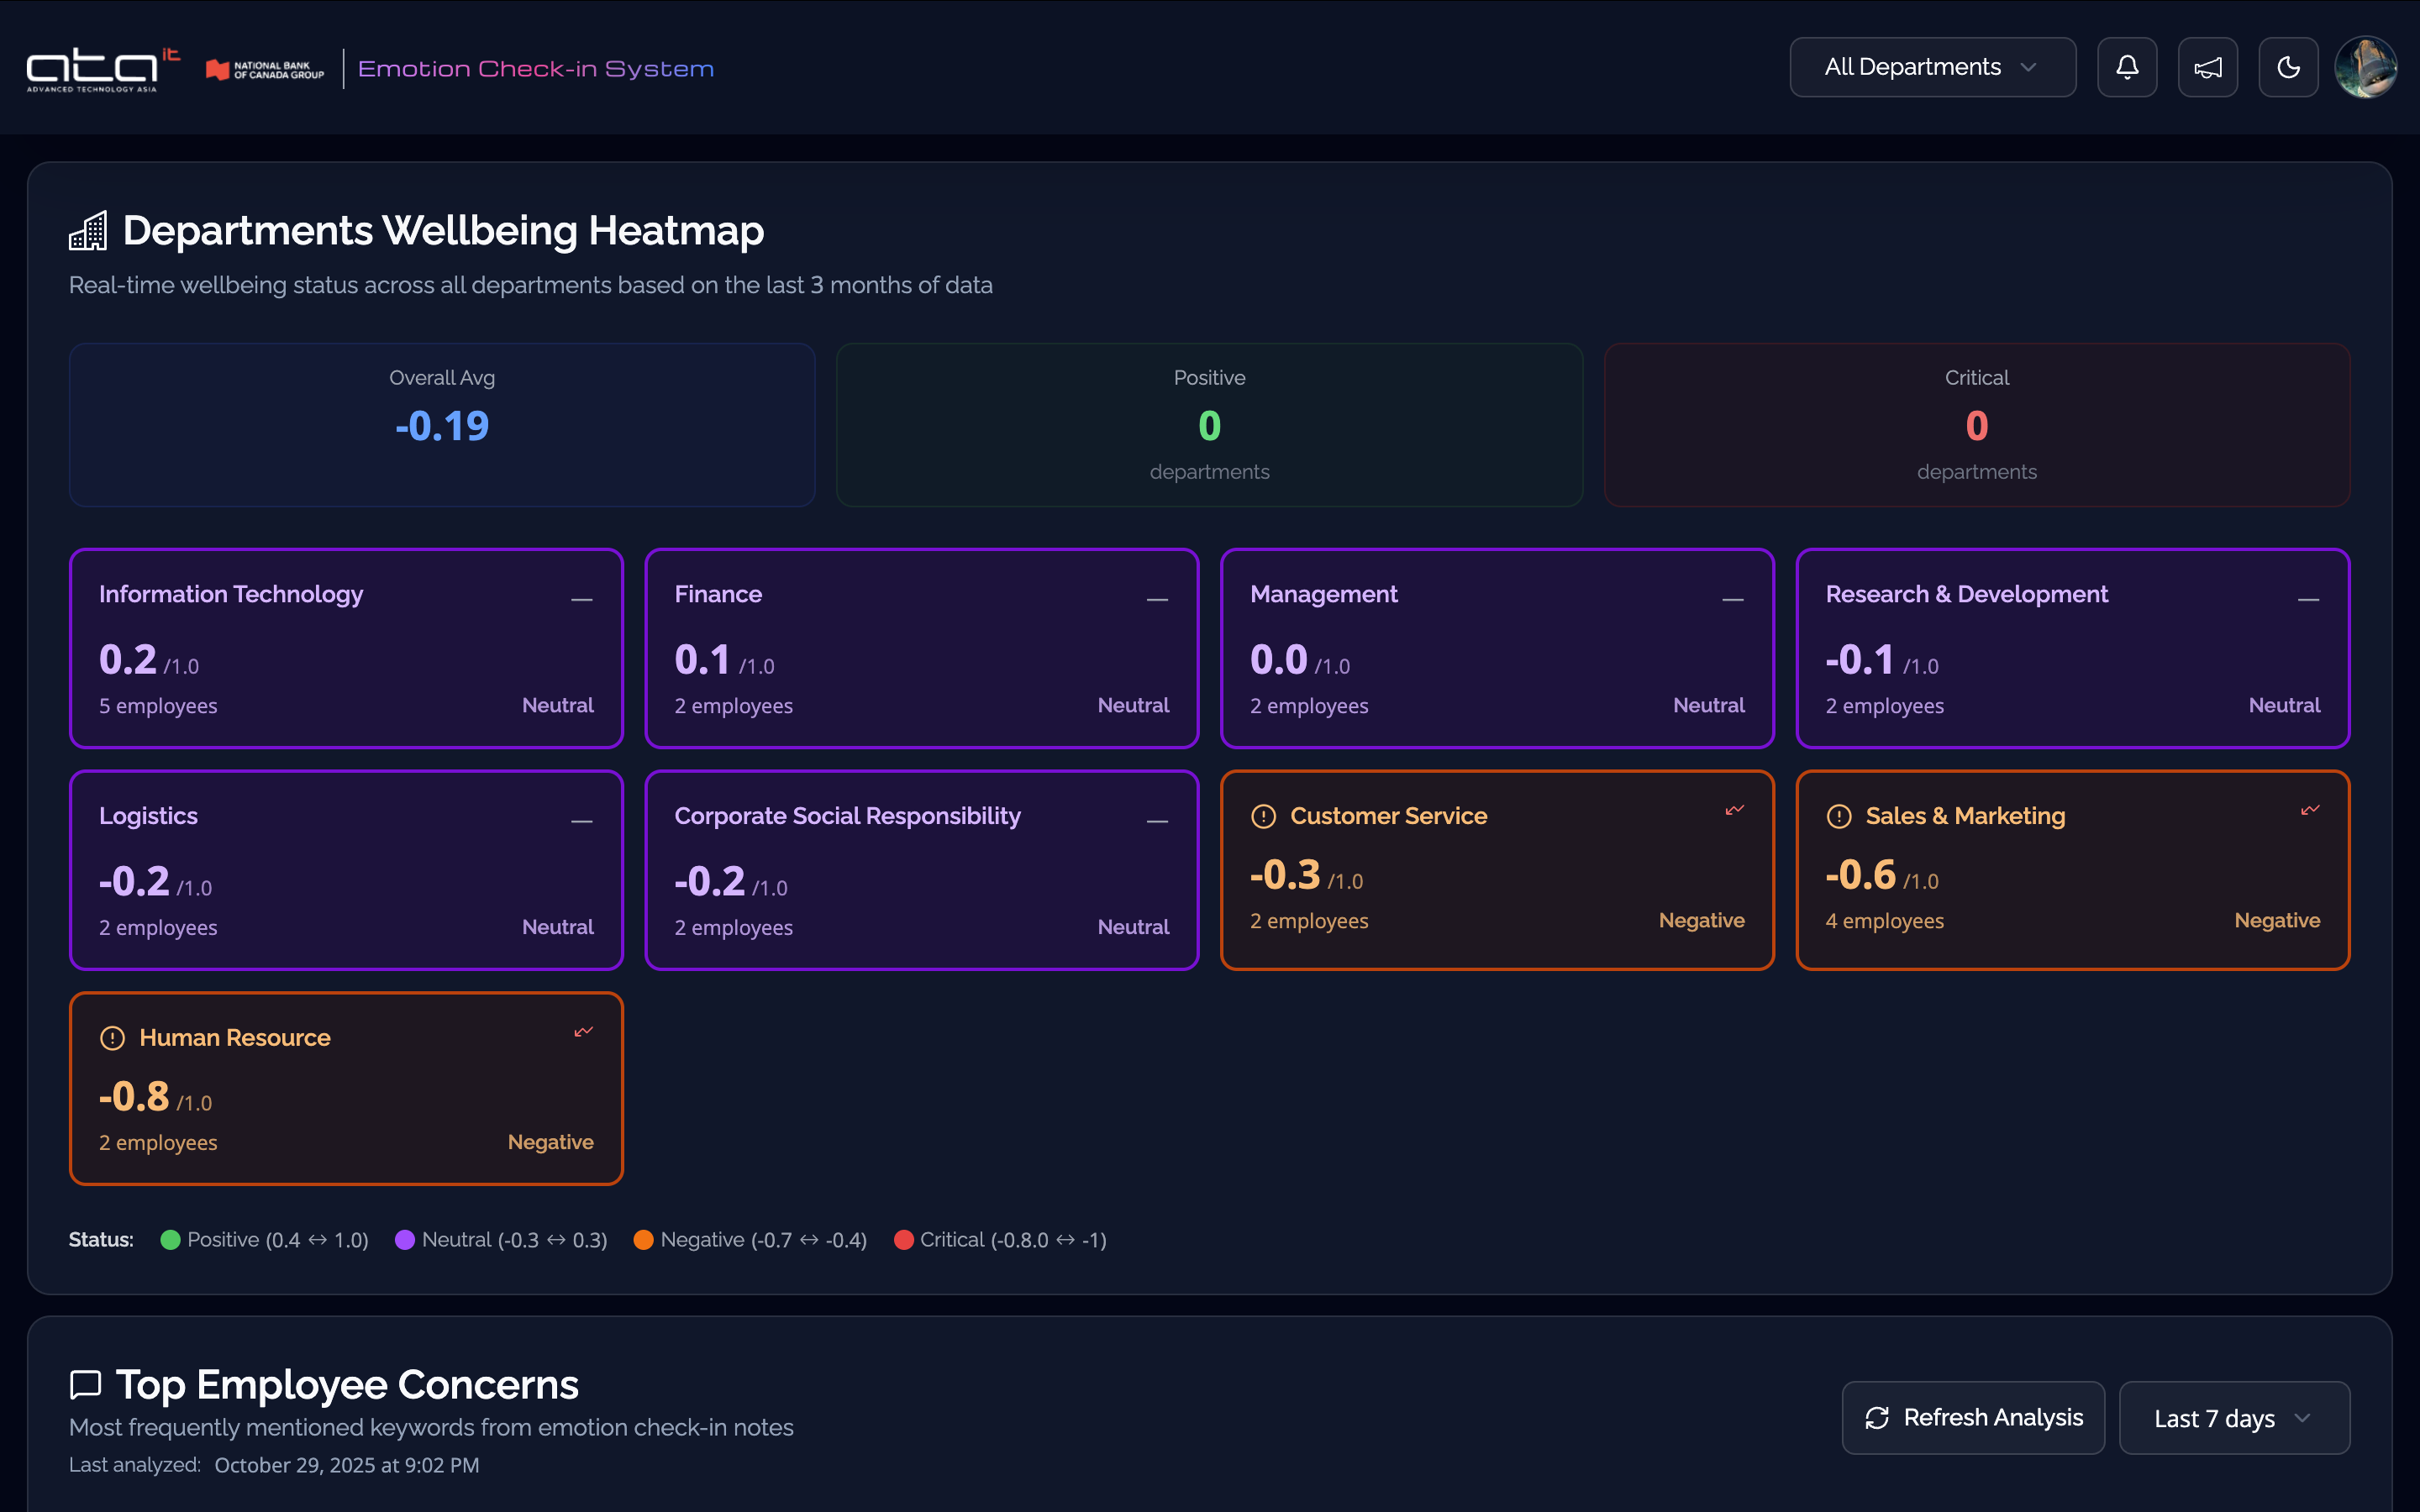 ata it
ADVANCED TECHNOLOGY ASIA
NATIONAL BANK
OF CANADA GROUP
Emotion Check-in System
All Departments
Departments Wellbeing Heatmap
Real-time wellbeing status across all departments based on the last 3 months of data
Overall Avg
-0.19
Positive
0
departments
Critical
0
departments
Information Technology
0.2 /1.0
5 employees Neutral
Finance
0.1 /1.0
2 employees Neutral
Management
0.0 /1.0
2 employees Neutral
Research & Development
-0.1 /1.0
2 employees Neutral
Logistics
-0.2 /1.0
2 employees Neutral
Corporate Social Responsibility
-0.2 /1.0
2 employees Neutral
Customer Service
-0.3 /1.0
2 employees Negative
Sales & Marketing
-0.6 /1.0
4 employees Negative
Human Resource
-0.8 /1.0
2 employees Negative
Status: Positive (0.4 ↔ 1.0) Neutral (-0.3 ↔ 0.3) Negative (-0.7 ↔ -0.4) Critical (-0.8.0 ↔ -1)
Top Employee Concerns
Most frequently mentioned keywords from emotion check-in notes
Last analyzed: October 29, 2025 at 9:02 PM
Refresh Analysis
Last 7 days